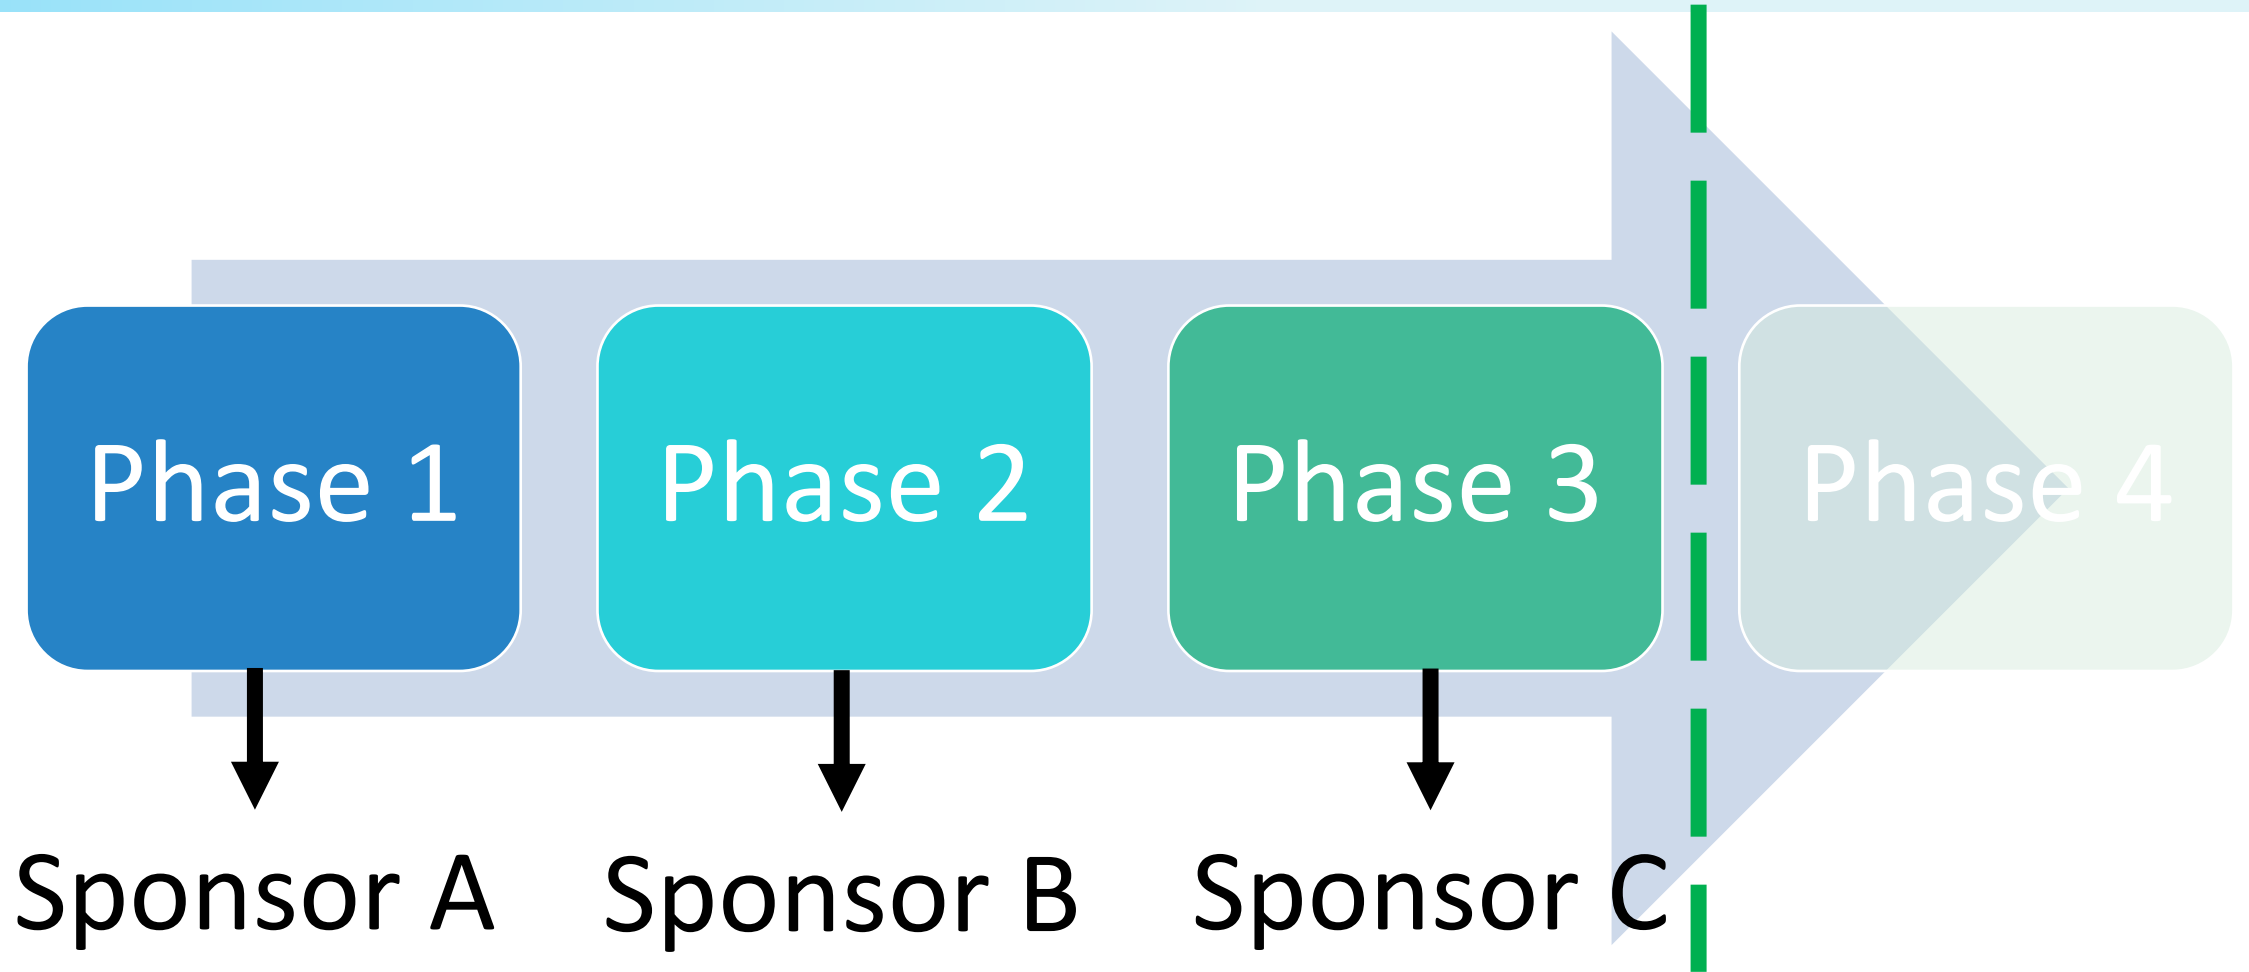 Phase 1
Phase 2
Phase 3
Phase 4
Sponsor A
Sponsor B
Sponsor C